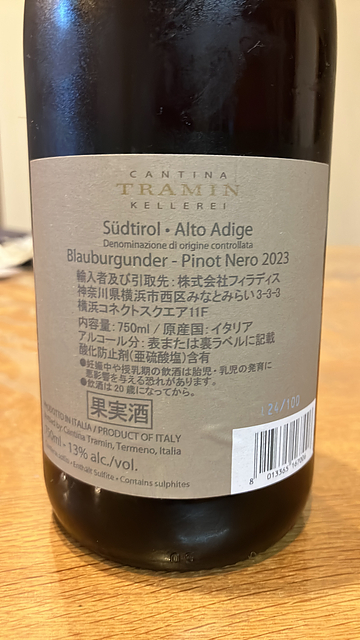 CANTINA
TRAMIN
KELLEREI
Südtirol • Alto Adige
Denominazione di origine controllata
Blauburgunder - Pinot Nero 2023
輸入者及び引取先：株式会社フィラディス
神奈川県横浜市西区みなとみらい3-3-3
横浜コネクトスクエア11F
内容量：750ml / 原産国：イタリア
アルコール分：表または裏ラベルに記載
酸化防止剤(亜硫酸塩)含有
●妊娠中や授乳期の飲酒は胎児・乳児の発育に
悪影響を与える恐れがあります。
●飲酒は20歳になってから。
果実酒
L24/100
IN ITALIA / PRODUCT OF ITALY
by: Cantina Tramin, Termeno, Italia
- 13% alc./vol.
• Enthält Sulfite • Contains sulphites